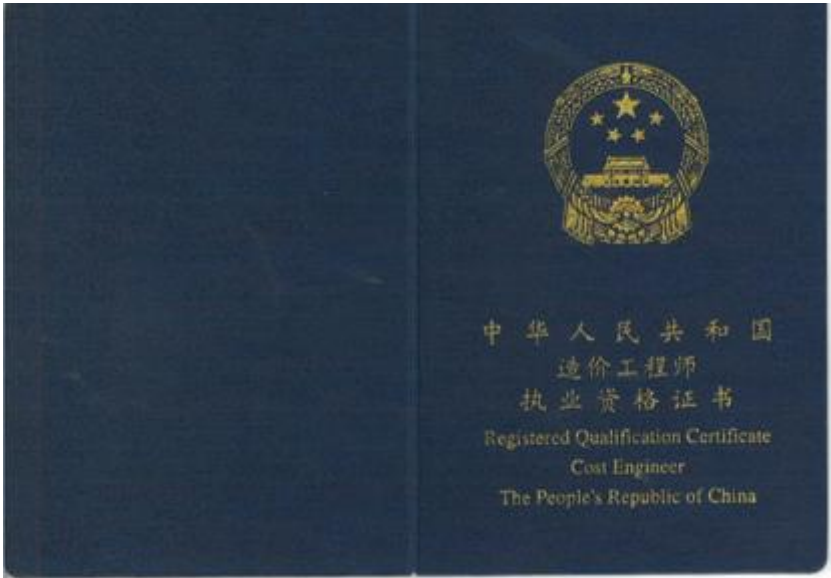 中华人民共和国
造价工程师
执业资格证书
Registered Qualification Certificate
Cost Engineer
The People's Republic of China